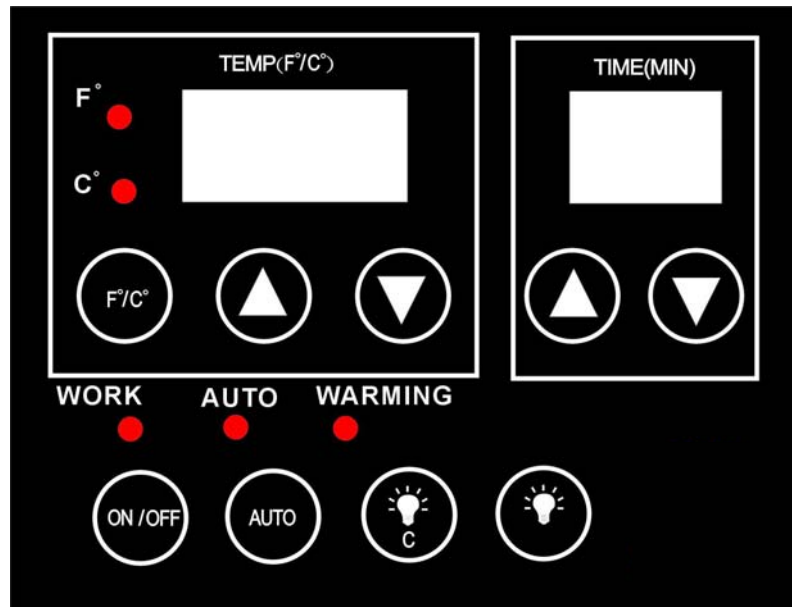 TEMP(F°/C°)
TIME(MIN)
F°
C°
F°/C°
WORK
AUTO
WARMING
ON/OFF
AUTO
C